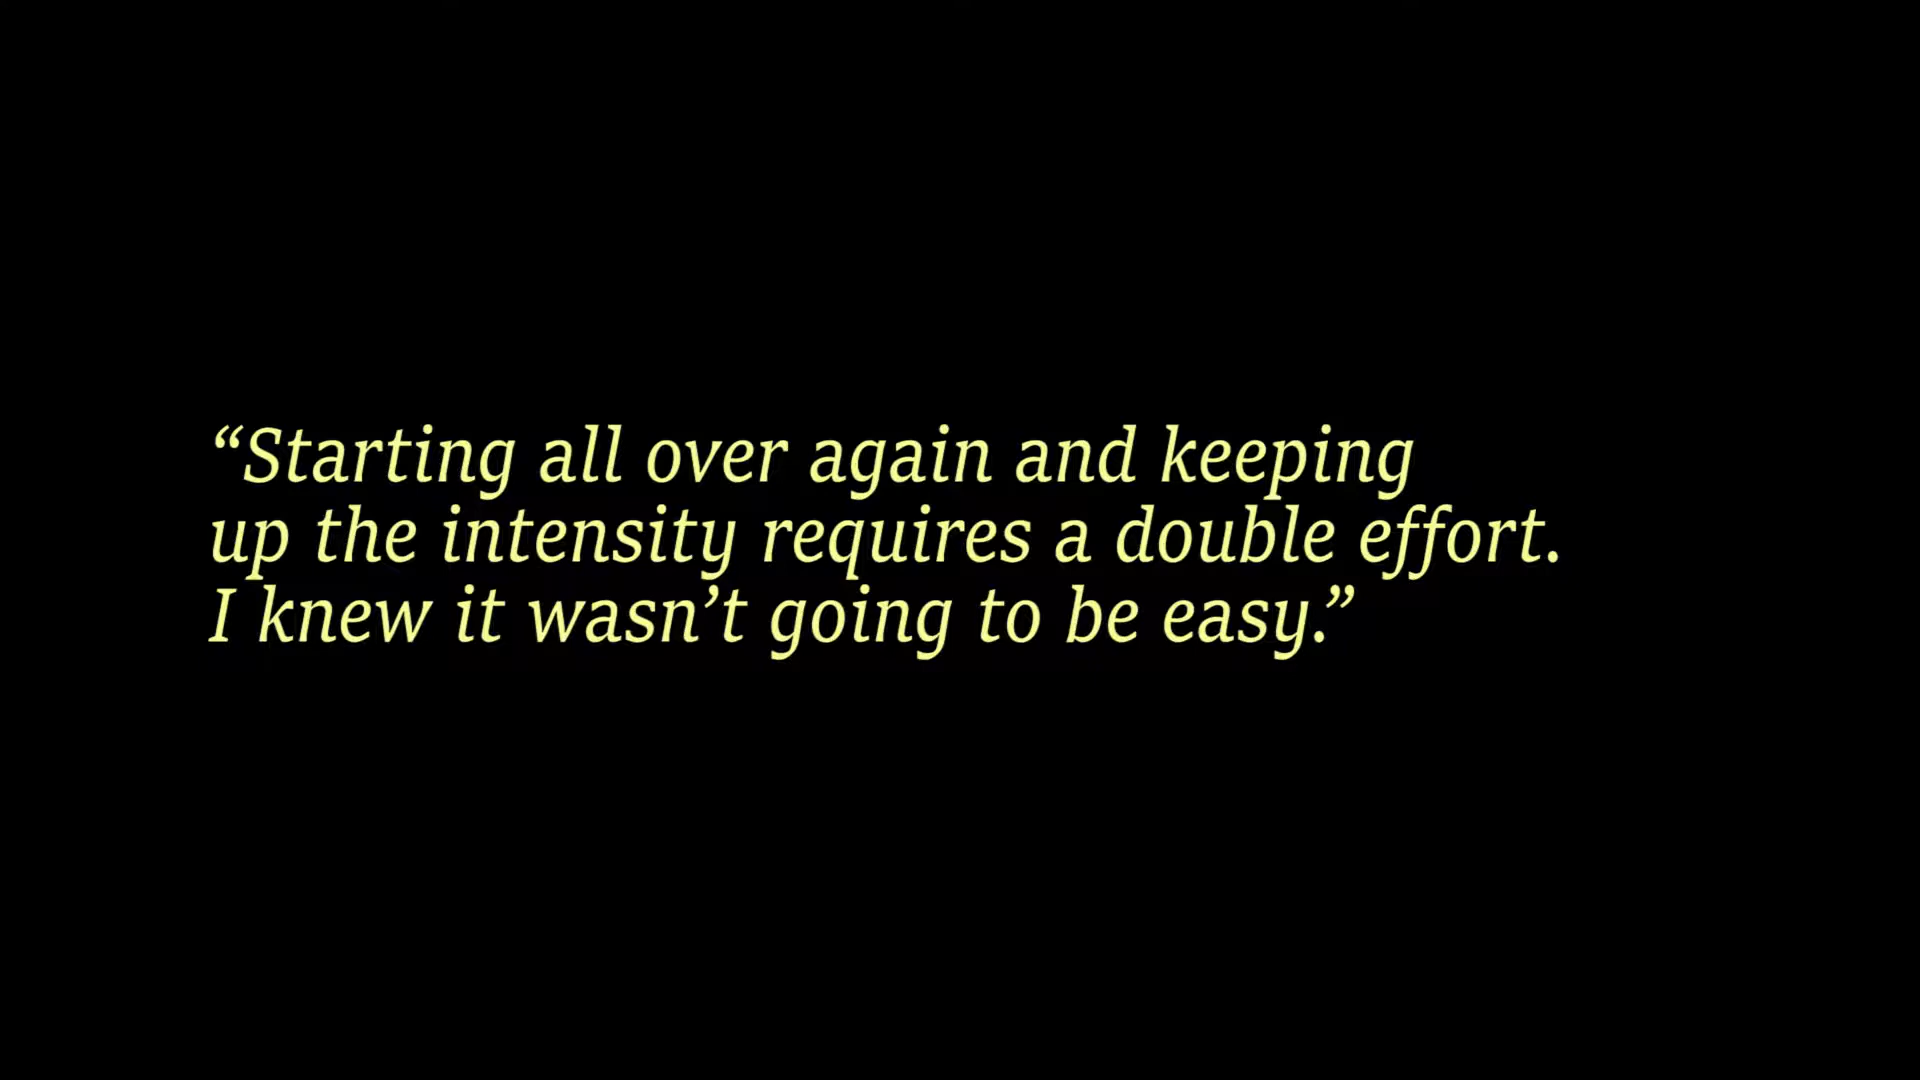 “Starting all over again and keeping
up the intensity requires a double effort.
I knew it wasn’t going to be easy.”